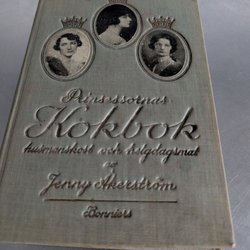 Prinsessornas
Kokbok
husmanskost och helgdagsmat
av
Jenny Åkerström
Bonniers